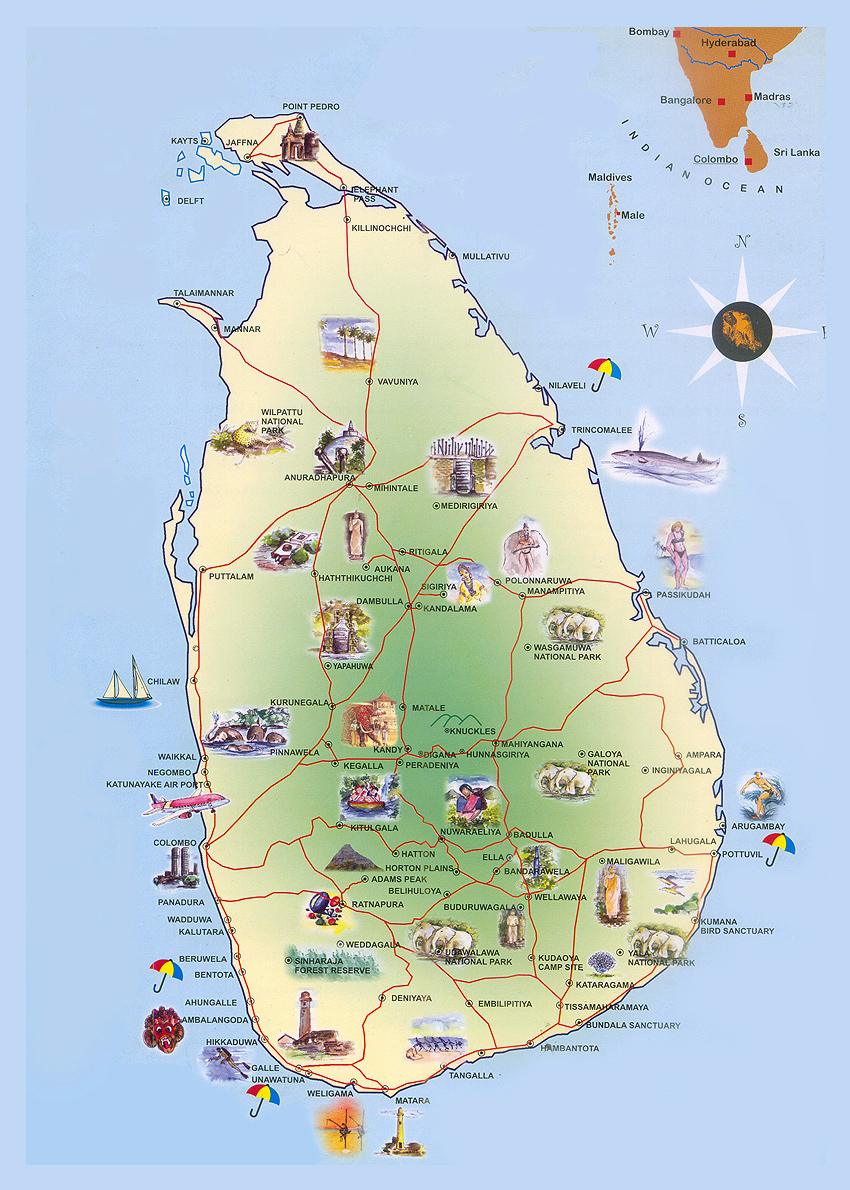 Bombay
Hyderabad
Bangalore
Madras
INDIAN OCEAN
Colombo
Sri Lanka
Maldives
Male
N
W
S
POINT PEDRO
KAYTS
JAFFNA
ELEPHANT
PASS
DELFT
KILLINOCHCHI
MULLATIVU
TALAIMANNAR
MANNAR
VAVUNIYA
NILAVELI
WILPATTU
NATIONAL
PARK
TRINCOMALEE
ANURADHAPURA
MIHINTALE
MEDIRIGIRIYA
RITIGALA
AUKANA
PUTTALAM
HATHTHIKUCHCHI
SIGIRIYA
POLONNARUWA
MANAMPITIYA
PASSIKUDAH
DAMBULLA
KANDALAMA
BATTICALOA
WASGAMUWA
NATIONAL PARK
YAPAHUWA
CHILAW
KURUNEGALA
MATALE
KNUCKLES
PINNAWELA
KANDY
DIGANA
HUNNASGIRIYA
MAHIYANGANA
WAIKKAL
KEGALLA
PERADENIYA
GALOYA
NATIONAL
PARK
AMPARA
INGINIYAGALA
NEGOMBO
KATUNAYAKE AIR PORT
ARUGAMBAY
KITULGALA
NUWARAELIYA
BADULLA
COLOMBO
LAHUGALA
POTTUVIL
HATTON
ELLA
MALIGAWILA
HORTON PLAINS
BANDARAWELA
ADAMS PEAK
BELIHULOYA
WELLAWAYA
PANADURA
RATNAPURA
BUDURUWAGALA
WADDUWA
KALUTARA
KUMANA
BIRD SANCTUARY
WEDDAGALA
UDAWALAWA
NATIONAL PARK
YALA
NATIONAL PARK
BERUWELA
SINHARAJA
FOREST RESERVE
KUDAOYA
CAMP SITE
BENTOTA
KATARAGAMA
AHUNGALLE
DENIYAYA
EMBILIPITIYA
TISSAMAHARAMAYA
AMBALANGODA
BUNDALA SANCTUARY
HIKKADUWA
HAMBANTOTA
GALLE
UNAWATUNA
TANGALLA
WELIGAMA
MATARA